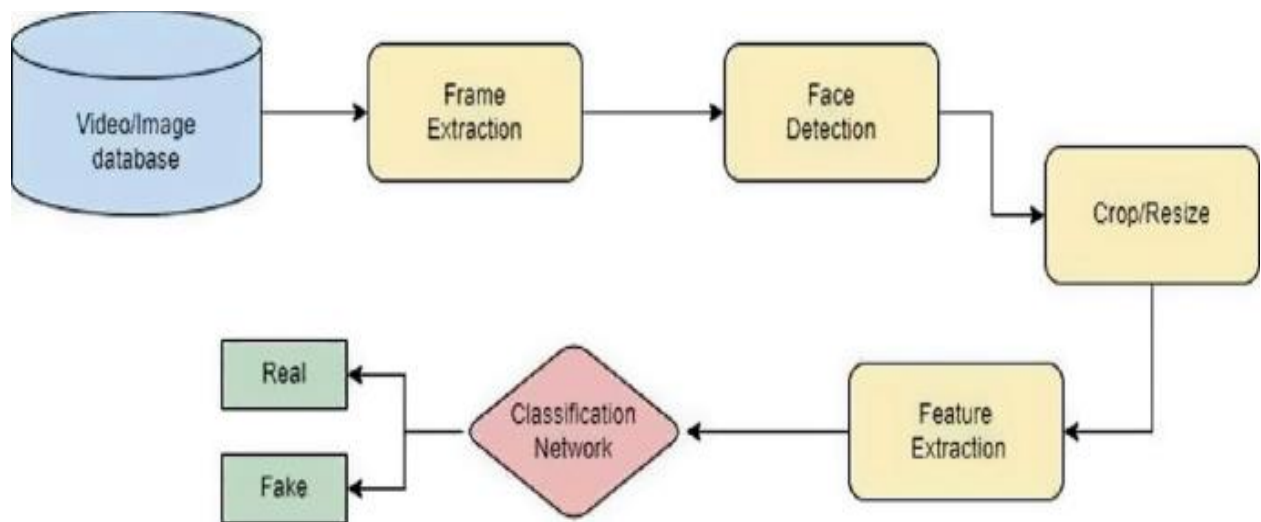 Video/Image
database
Frame
Extraction
Face
Detection
Crop/Resize
Feature
Extraction
Classification
Network
Real
Fake